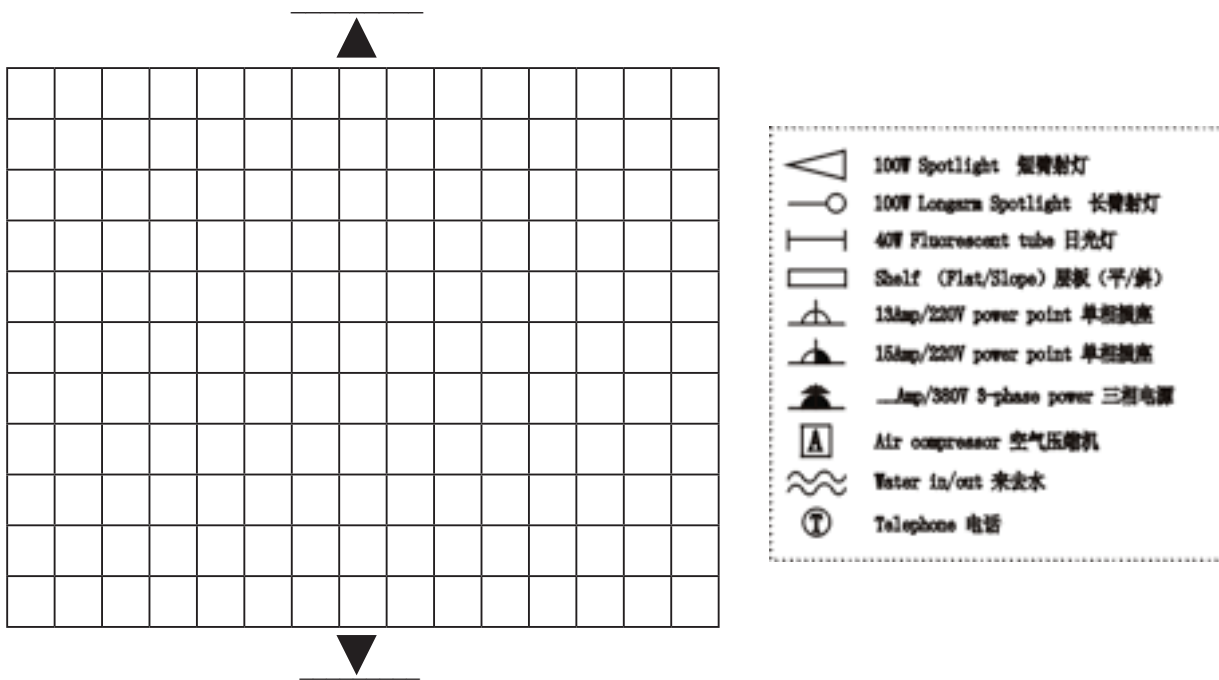 100W Spotlight 短臂射灯
100W Longarm Spotlight 长臂射灯
40W Fluorescent tube 日光灯
Shelf （Flat/Slope）层板（平/斜）
13Amp/220V power point 单相插座
15Amp/220V power point 单相插座
__Amp/380V 3-phase power 三相电源
A Air compressor 空气压缩机
Water in/out 来去水
T Telephone 电话